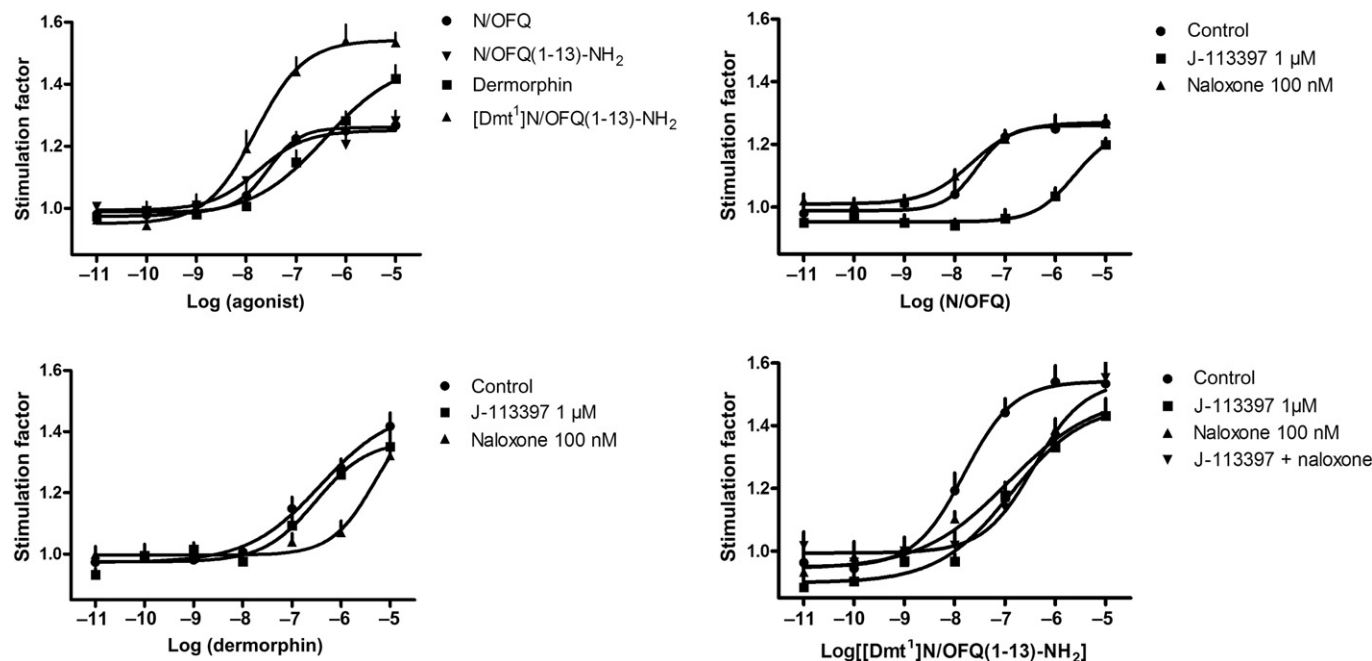 Stimulation factor
1.6
1.4
1.2
1.0
–11 –10 –9 –8 –7 –6 –5
Log (agonist)
N/OFQ
N/OFQ(1-13)-NH₂
Dermorphin
[Dmt¹]N/OFQ(1-13)-NH₂
Stimulation factor
1.6
1.4
1.2
1.0
–11 –10 –9 –8 –7 –6 –5
Log (N/OFQ)
Control
J-113397 1 µM
Naloxone 100 nM
Stimulation factor
1.6
1.4
1.2
1.0
–11 –10 –9 –8 –7 –6 –5
Log (dermorphin)
Control
J-113397 1 µM
Naloxone 100 nM
Stimulation factor
1.6
1.4
1.2
1.0
–11 –10 –9 –8 –7 –6 –5
Log[[Dmt¹]N/OFQ(1-13)-NH₂]
Control
J-113397 1µM
Naloxone 100 nM
J-113397 + naloxone